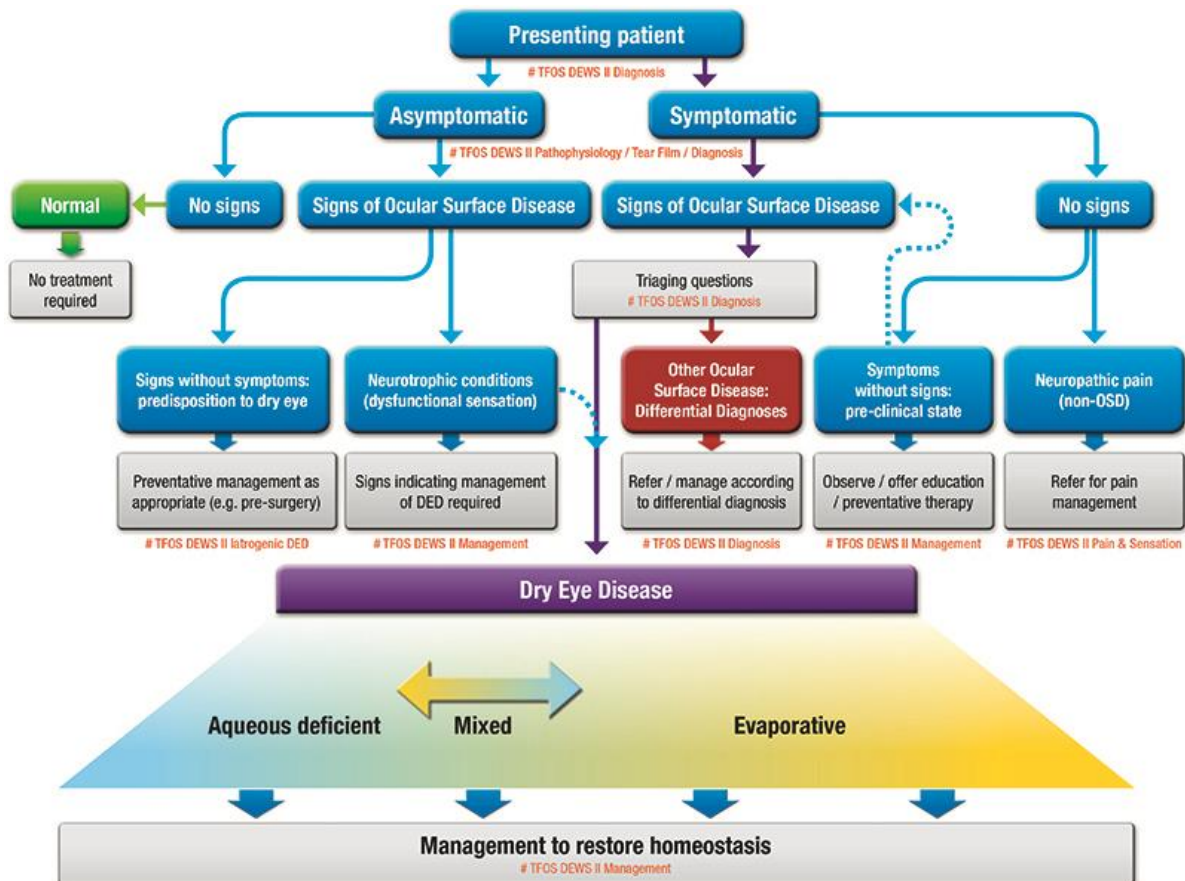 Presenting patient
# TFOS DEWS II Diagnosis
Asymptomatic
Symptomatic
# TFOS DEWS II Pathophysiology / Tear Film / Diagnosis
Normal
No signs
Signs of Ocular Surface Disease
Signs of Ocular Surface Disease
No signs
No treatment
required
Triaging questions
# TFOS DEWS II Diagnosis
Signs without symptoms:
predisposition to dry eye
Neurotrophic conditions
(dysfunctional sensation)
Other Ocular
Surface Disease:
Differential Diagnoses
Symptoms
without signs:
pre-clinical state
Neuropathic pain
(non-OSD)
Preventative management as
appropriate (e.g. pre-surgery)
Signs indicating management
of DED required
Refer / manage according
to differential diagnosis
Observe / offer education
/ preventative therapy
Refer for pain
management
# TFOS DEWS II Iatrogenic DED
# TFOS DEWS II Management
# TFOS DEWS II Diagnosis
# TFOS DEWS II Management
# TFOS DEWS II Pain & Sensation
Dry Eye Disease
Aqueous deficient
Mixed
Evaporative
Management to restore homeostasis
# TFOS DEWS II Management